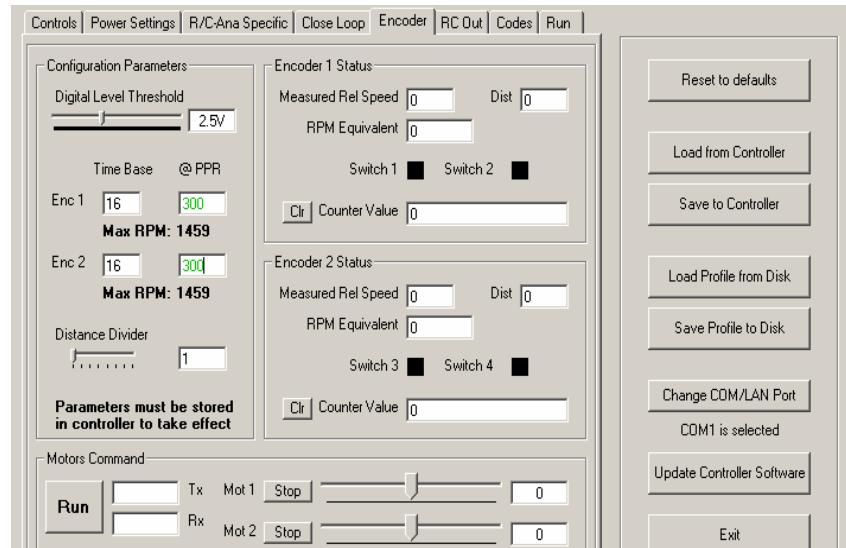 Controls Power Settings R/C-Ana Specific Close Loop Encoder RC Out Codes Run
Configuration Parameters
Digital Level Threshold
2.5V
Time Base @ PPR
Enc 1 16 300
Max RPM: 1459
Enc 2 16 300
Max RPM: 1459
Distance Divider
1
Parameters must be stored
in controller to take effect
Encoder 1 Status
Measured Rel Speed 0 Dist 0
RPM Equivalent 0
Switch 1 Switch 2
Clr Counter Value 0
Encoder 2 Status
Measured Rel Speed 0 Dist 0
RPM Equivalent 0
Switch 3 Switch 4
Clr Counter Value 0
Motors Command
Run
Tx Mot 1 Stop 0
Rx Mot 2 Stop 0
Reset to defaults
Load from Controller
Save to Controller
Load Profile from Disk
Save Profile to Disk
Change COM/LAN Port
COM1 is selected
Update Controller Software
Exit